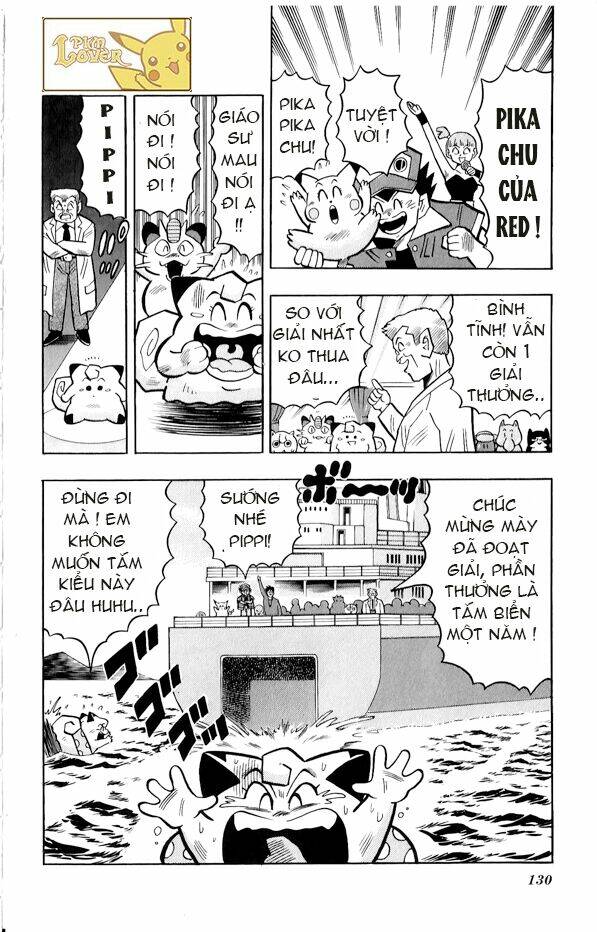 PK'M
LOVER
PIKA
CHU
CỦA
RED !
TUYỆT
VỜI !
PIKA
PIKA
CHU!
GIÁO
SƯ
MAU
NÓI
ĐI Ạ
!!
NÓI
ĐI !
NÓI
ĐI !
PIPPI
BÌNH
TĨNH! VẪN
CÒN 1
GIẢI
THƯỞNG..
SO VỚI
GIẢI NHẤT
KO THUA
ĐÂU...
ボーッ
CHÚC
MỪNG MÀY
ĐÃ ĐOẠT
GIẢI, PHẦN
THƯỞNG LÀ
TẮM BIỂN
MỘT NĂM !
SƯỚNG
NHÉ
PIPPI!
ĐỪNG ĐI
MÀ ! EM
KHÔNG
MUỐN TẮM
KIỂU NÀY
ĐÂU HUHU..
ゴゴゴ
130